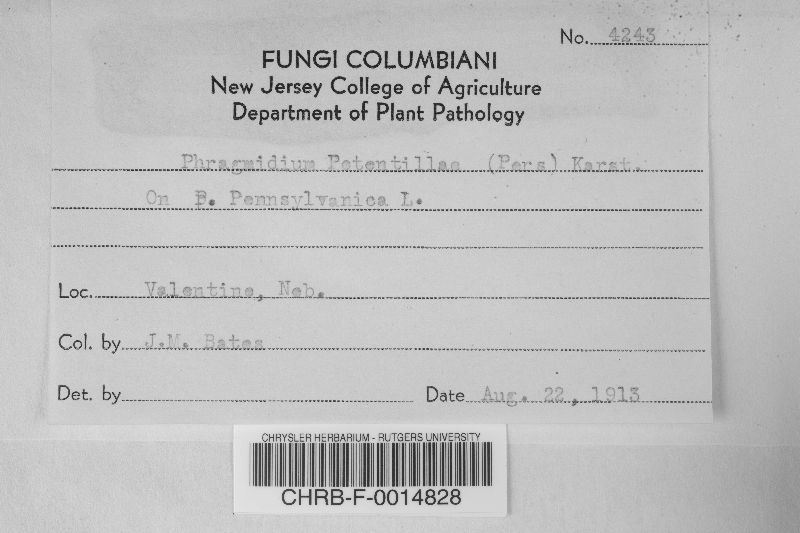 No. 4243
FUNGI COLUMBIANI
New Jersey College of Agriculture
Department of Plant Pathology
Phragmidium Potentillae (Pers) Karst.
On P. Pennsylvanica L.
Loc. Valentine, Neb.
Col. by J.M. Bates
Det. by
Date Aug. 22, 1913
CHRYSLER HERBARIUM - RUTGERS UNIVERSITY
CHRB-F-0014828